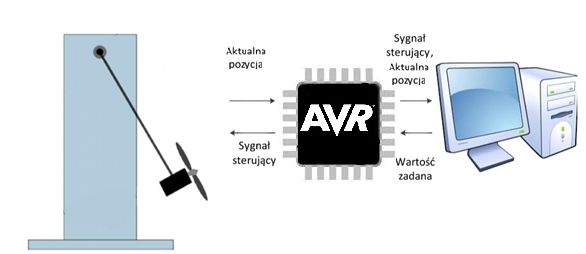 Aktualna
pozycja
Sygnał
sterujący
AVR
Sygnał
sterujący,
Aktualna
pozycja
Wartość
zadana